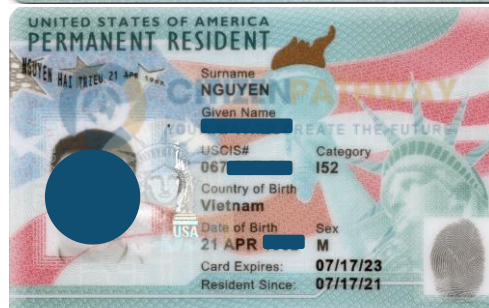 UNITED STATES OF AMERICA
PERMANENT RESIDENT
NGUYEN HAI TRIEU 21 APR
Surname
NGUYEN
Given Name
USCIS#
067
Category
I52
Country of Birth
Vietnam
Date of Birth
21 APR
Sex
M
Card Expires: 07/17/23
Resident Since: 07/17/21
USA
PATHWAY
CREATE THE FUTURE